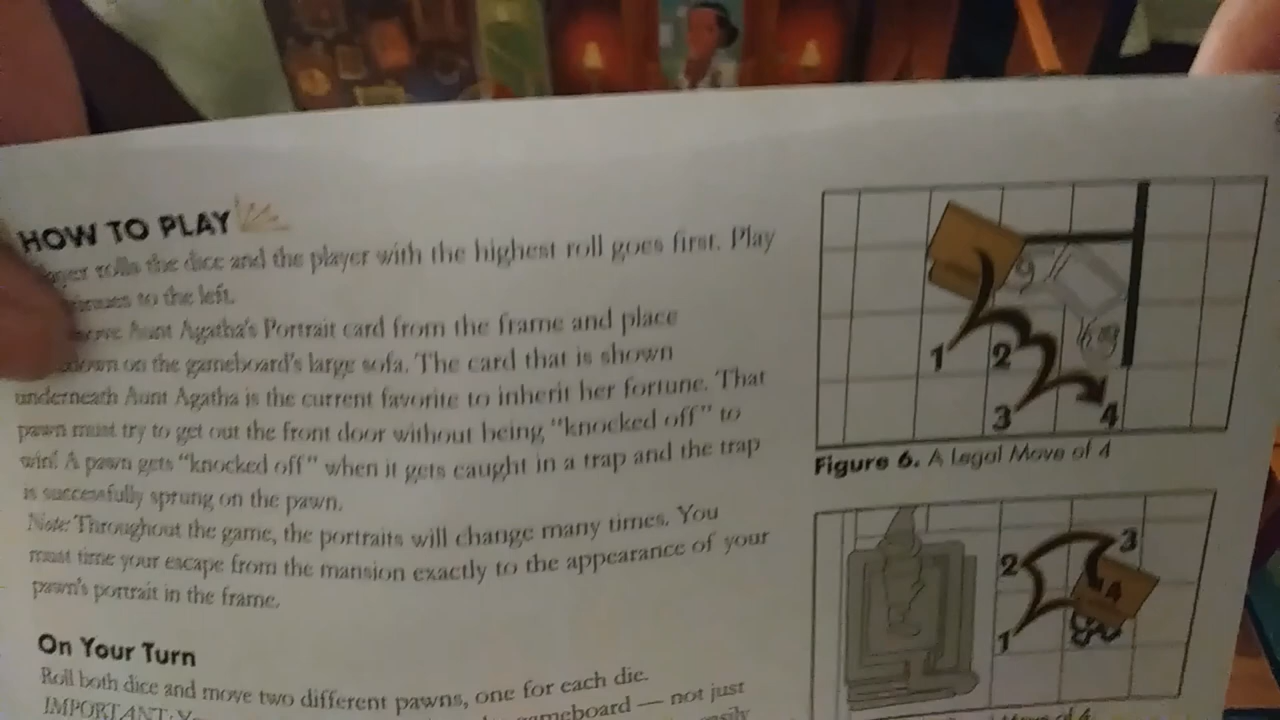 HOW TO PLAY
rolls the dice and the player with the highest roll goes first. Play
to the left.
Aunt Agatha's Portrait card from the frame and place
down on the gameboard's large sofa. The card that is shown
underneath Aunt Agatha is the current favorite to inherit her fortune. That
pawn must try to get out the front door without being "knocked off" to
win! A pawn gets "knocked off" when it gets caught in a trap and the trap
is successfully sprung on the pawn.
Note: Throughout the game, the portraits will change many times. You
must time your escape from the mansion exactly to the appearance of your
pawn's portrait in the frame.
On Your Turn
Roll both dice and move two different pawns, one for each die.
IMPORTANT: gameboard — not just
1 2 3 4
Figure 6. A Legal Move of 4
1 2 3 4
of 4